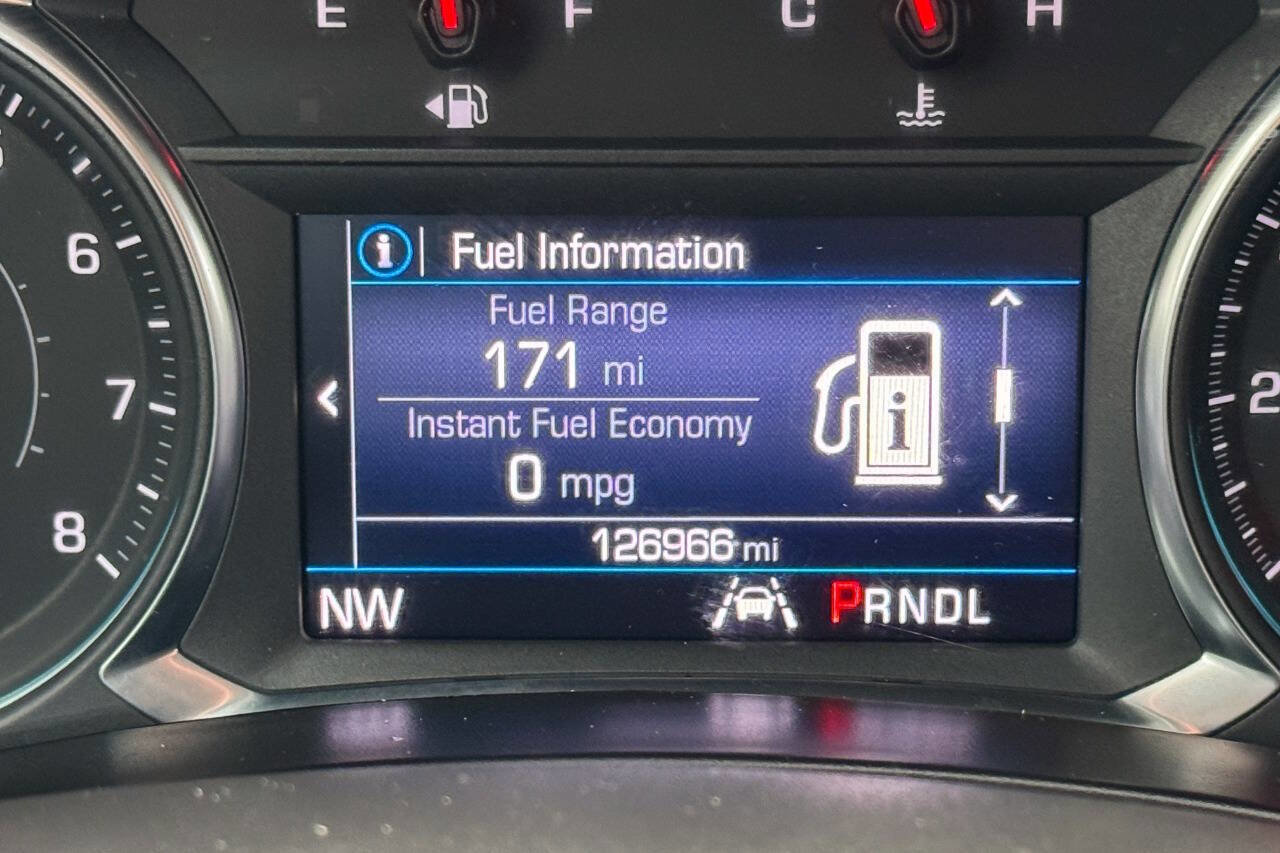 E F C H
i Fuel Information
Fuel Range
171 mi
Instant Fuel Economy
0 mpg
i
126966 mi
NW PRNDL
6
7
8
2